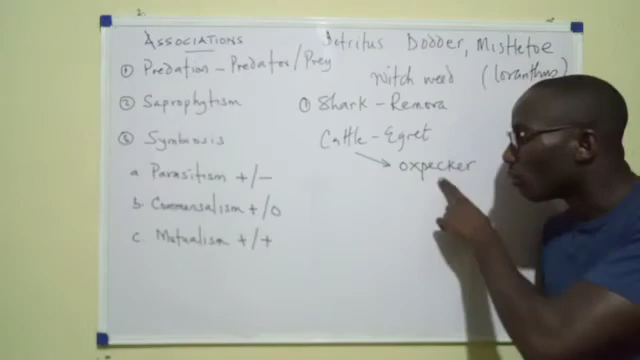 ASSOCIATIONS
① Predation - Predator/Prey
② Saprophytism
③ Symbiosis
a. Parasitism +/-
b. Commensalism +/0
c. Mutualism +/+
Detritus Dodder, Mistletoe
Witch weed (Loranthus)
① Shark - Remora
Cattle - Egret
→ oxpecker